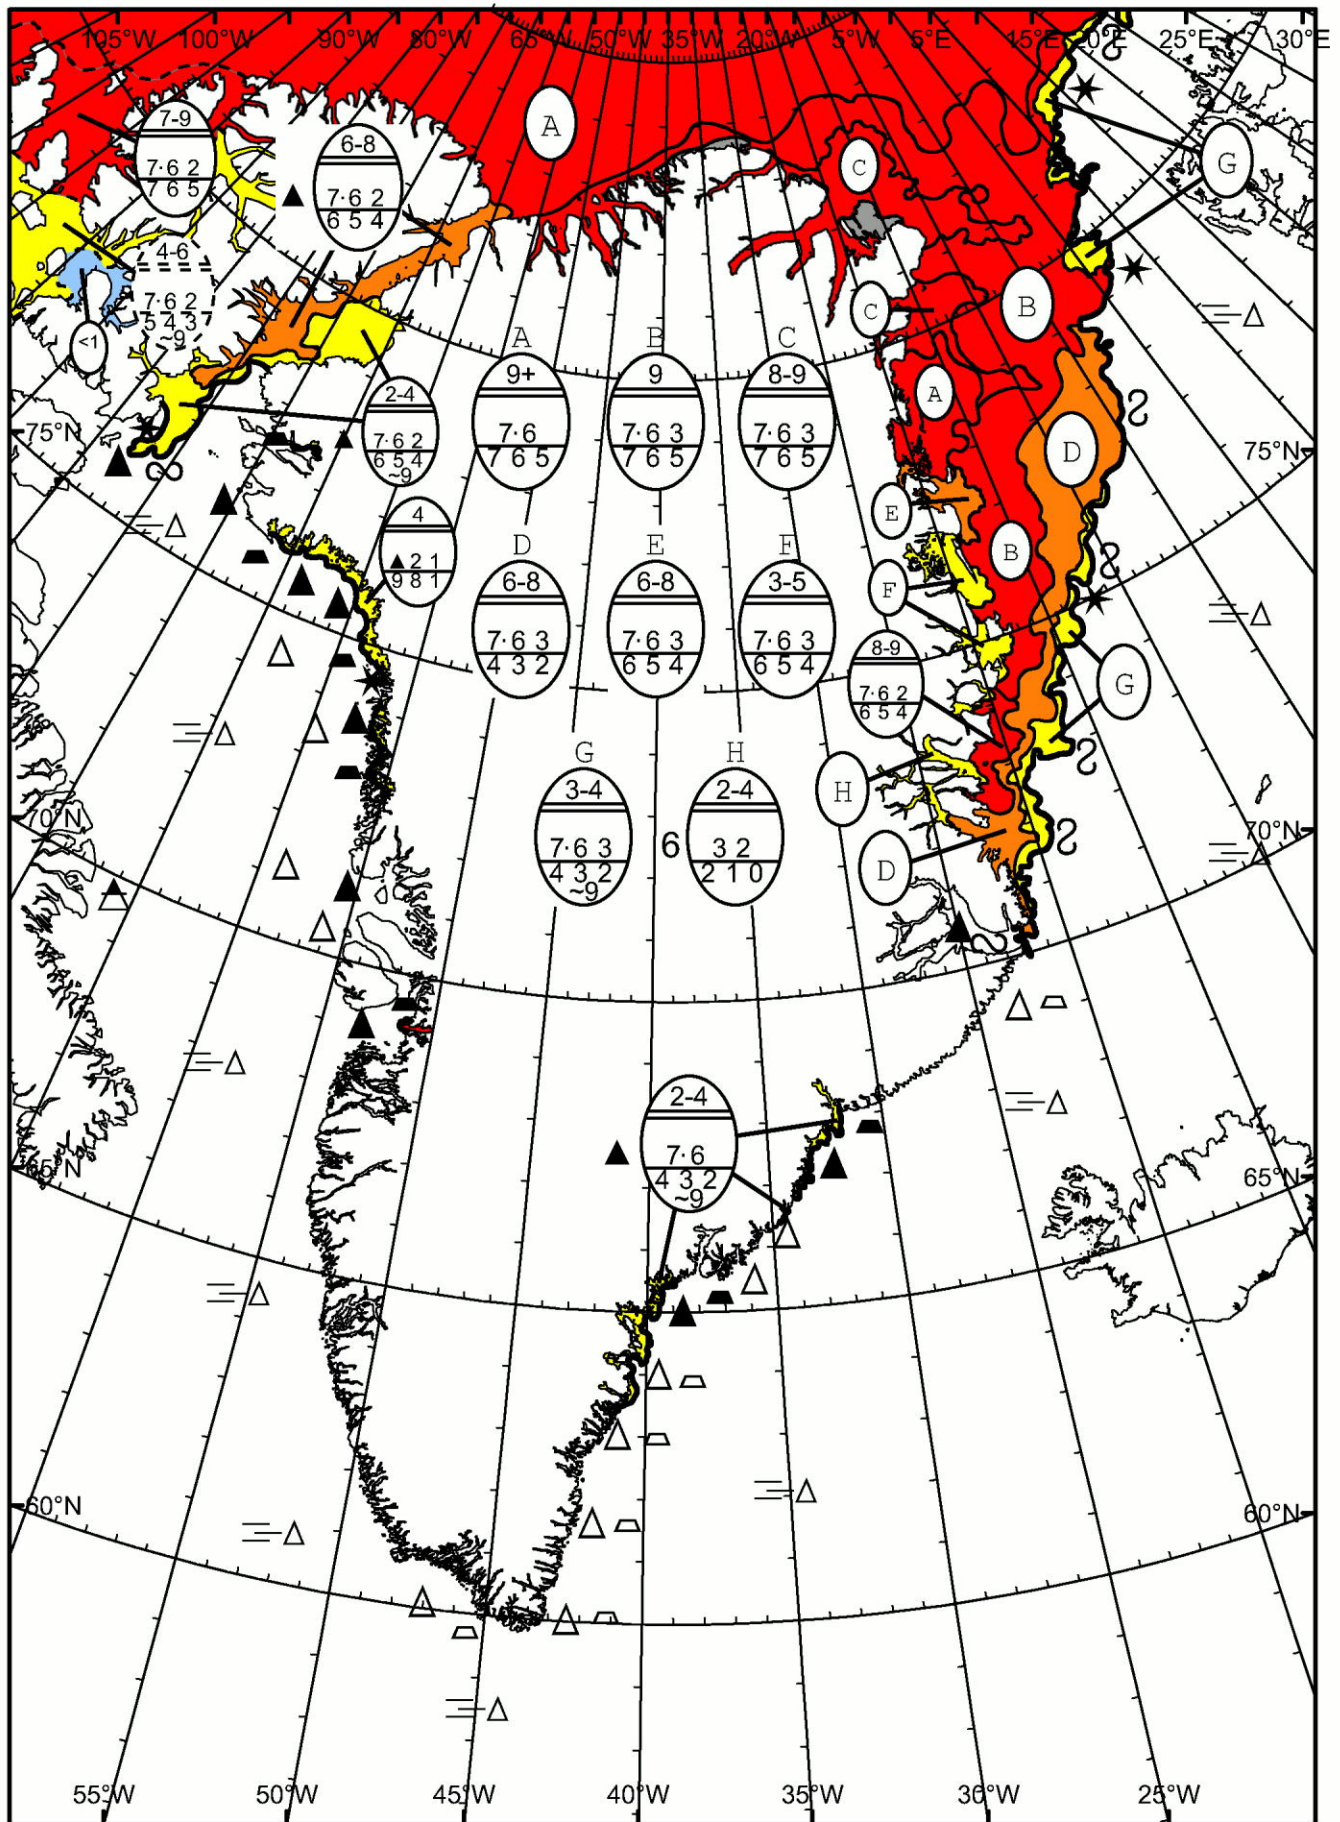 105°W 100°W 90°W 80°W 65°W 50°W 35°W 20°W 5°W 5°E 15°E 20°E 25°E 30°E
7-9
7·6 2
7 6 5
6-8
7·6 2
6 5 4
A
C
G
4-6
7·6 2
5 4 3
~9
<1
C
B
A
B
C
9+
7·6
7 6 5
9
7·6 3
7 6 5
8-9
7·6 3
7 6 5
A
D
2-4
7·6 2
6 5 4
~9
75°N
75°N
4
▲ 2 1
9 8 1
E
B
F
D
E
F
6-8
7·6 3
4 3 2
6-8
7·6 3
6 5 4
3-5
7·6 3
6 5 4
8-9
7·6 2
6 5 4
G
H
D
G
H
3-4
7·6 3
4 3 2
~9
6
2-4
3 2
2 1 0
70°N
70°N
2-4
7·6
4 3 2
~9
65°N
65°N
60°N
60°N
55°W 50°W 45°W 40°W 35°W 30°W 25°W